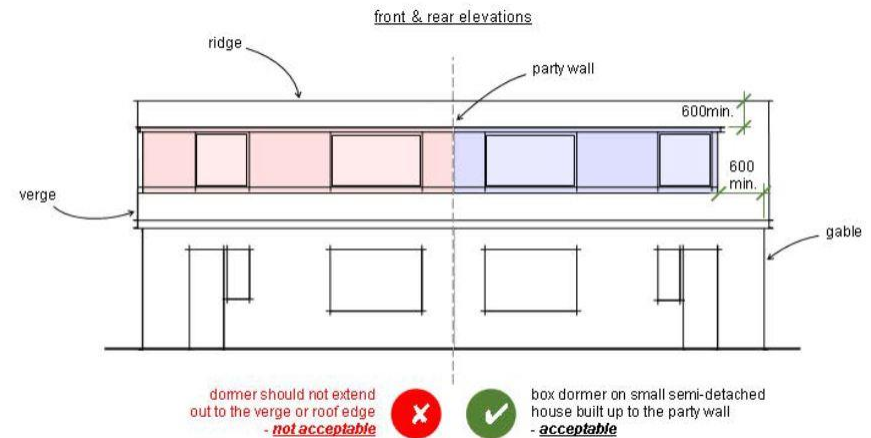 front & rear elevations
ridge
party wall
600min.
600
min.
verge
gable
dormer should not extend
out to the verge or roof edge
- not acceptable
box dormer on small semi-detached
house built up to the party wall
- acceptable